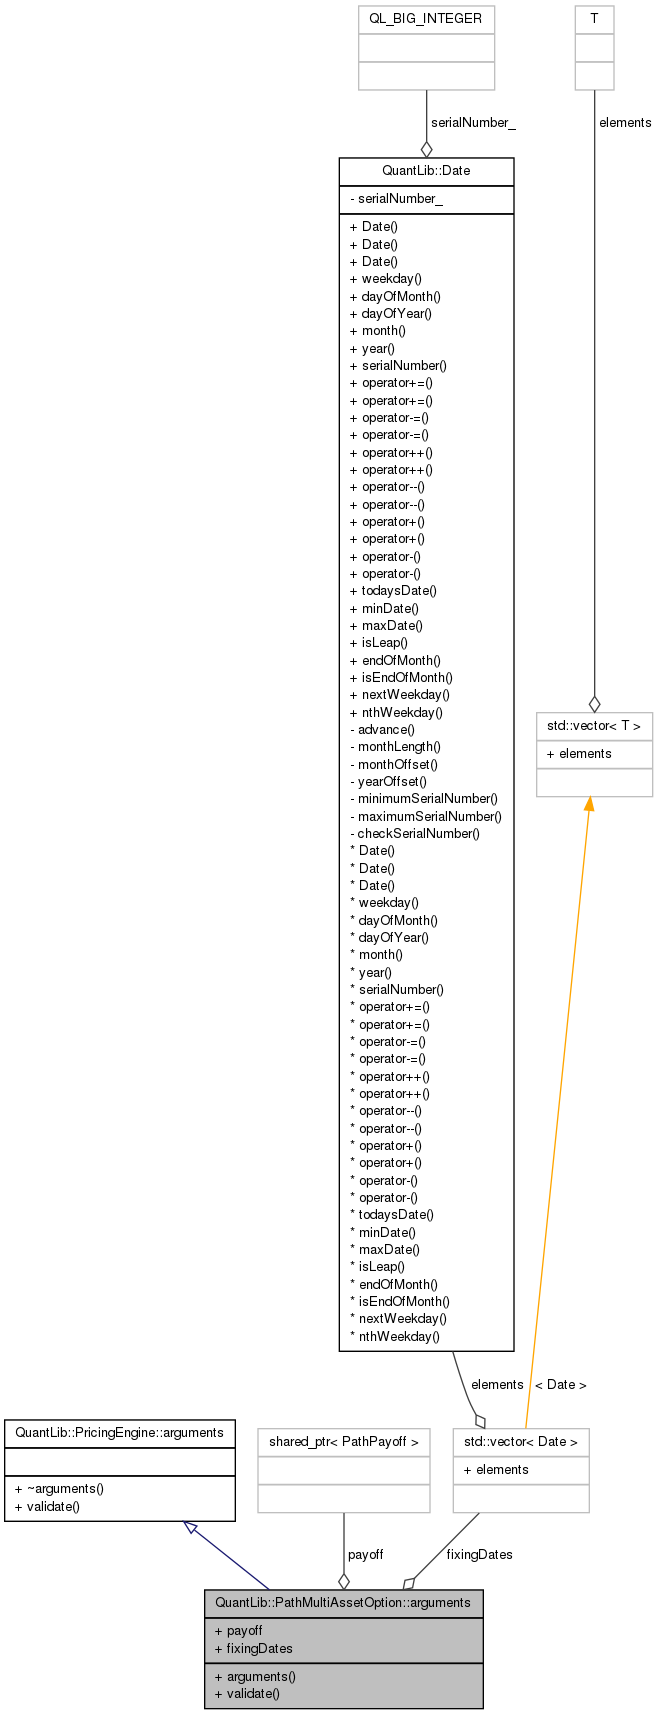 QL_BIG_INTEGER
T
serialNumber_
elements
QuantLib::Date
- serialNumber_
+ Date()
+ Date()
+ Date()
+ weekday()
+ dayOfMonth()
+ dayOfYear()
+ month()
+ year()
+ serialNumber()
+ operator+=()
+ operator+=()
+ operator-=()
+ operator-=()
+ operator++()
+ operator++()
+ operator--()
+ operator--()
+ operator+()
+ operator+()
+ operator-()
+ operator-()
+ todaysDate()
+ minDate()
+ maxDate()
+ isLeap()
+ endOfMonth()
+ isEndOfMonth()
+ nextWeekday()
+ nthWeekday()
- advance()
- monthLength()
- monthOffset()
- yearOffset()
- minimumSerialNumber()
- maximumSerialNumber()
- checkSerialNumber()
* Date()
* Date()
* Date()
* weekday()
* dayOfMonth()
* dayOfYear()
* month()
* year()
* serialNumber()
* operator+=()
* operator+=()
* operator-=()
* operator-=()
* operator++()
* operator++()
* operator--()
* operator--()
* operator+()
* operator+()
* operator-()
* operator-()
* todaysDate()
* minDate()
* maxDate()
* isLeap()
* endOfMonth()
* isEndOfMonth()
* nextWeekday()
* nthWeekday()
std::vector< T >
+ elements
elements
< Date >
QuantLib::PricingEngine::arguments
+ ~arguments()
+ validate()
shared_ptr< PathPayoff >
std::vector< Date >
+ elements
payoff
fixingDates
QuantLib::PathMultiAssetOption::arguments
+ payoff
+ fixingDates
+ arguments()
+ validate()